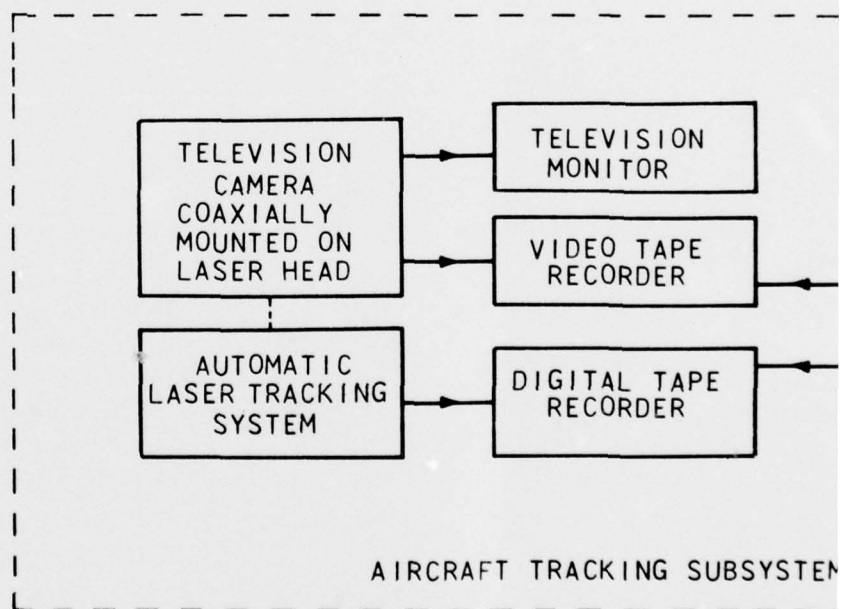 TELEVISION
CAMERA
COAXIALLY
MOUNTED ON
LASER HEAD
TELEVISION
MONITOR
VIDEO TAPE
RECORDER
AUTOMATIC
LASER TRACKING
SYSTEM
DIGITAL TAPE
RECORDER
AIRCRAFT TRACKING SUBSYSTEM